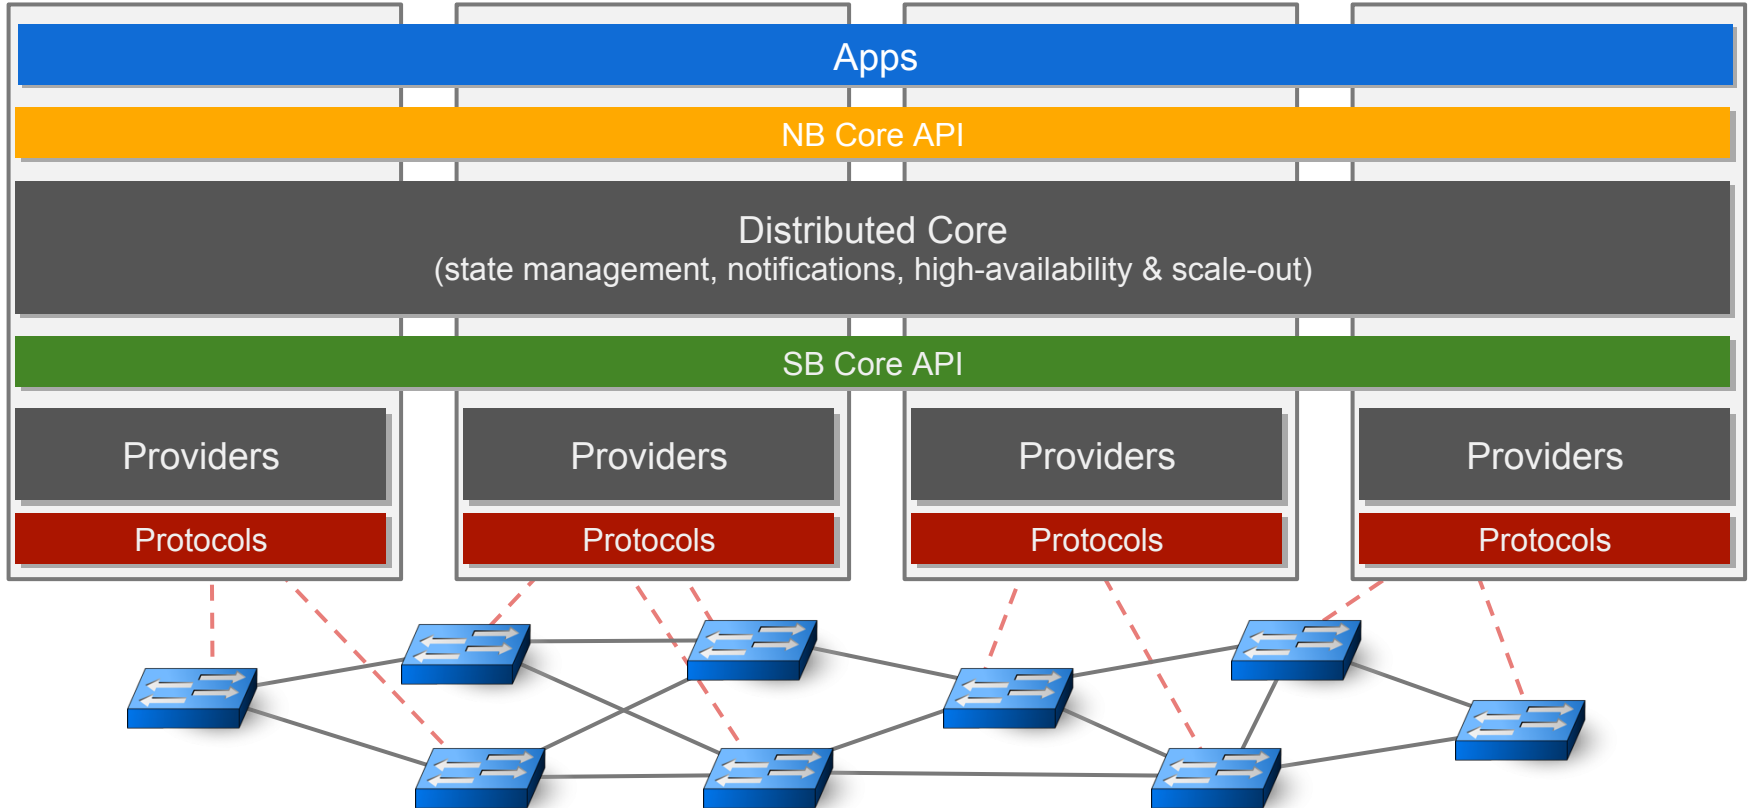 Apps
NB Core API
Distributed Core
(state management, notifications, high-availability & scale-out)
SB Core API
Providers
Providers
Providers
Providers
Protocols
Protocols
Protocols
Protocols